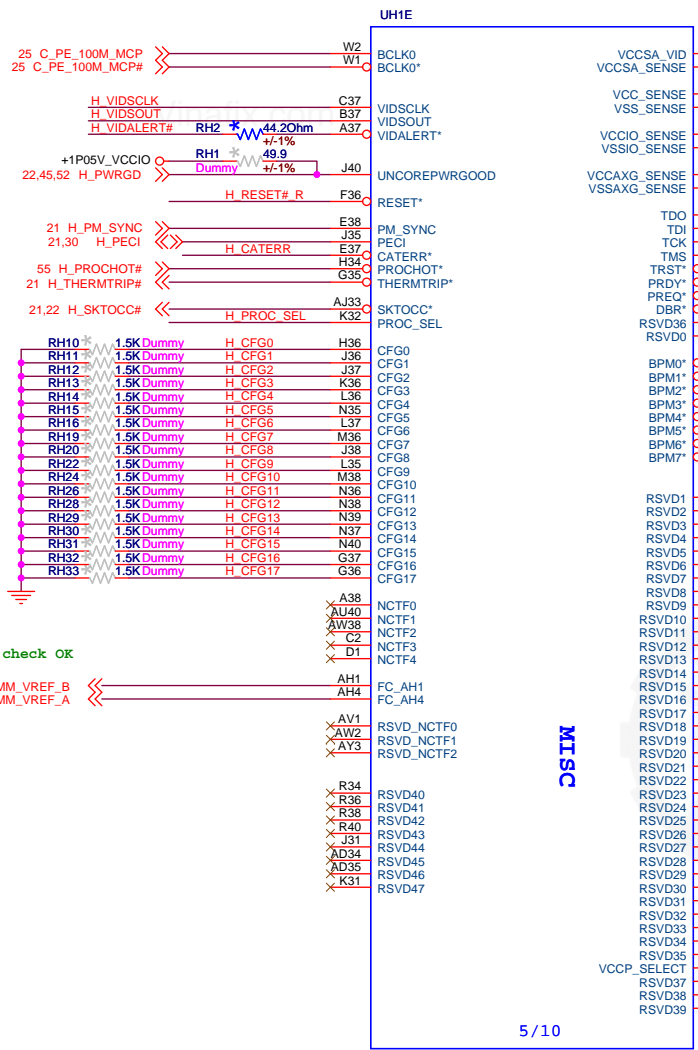 UH1E
25 C_PE_100M_MCP W2 BCLK0 VCCSA_VID
25 C_PE_100M_MCP# W1 BCLK0* VCCSA_SENSE
VCC_SENSE
H_VIDSCLK C37 VIDSCLK VSS_SENSE
H_VIDSOUT B37 VIDSOUT
H_VIDALERT# RH2 * 44.2Ohm A37 VIDALERT* VCCIO_SENSE
+/-1% VSSIO_SENSE
+1P05V_VCCIO RH1 * 49.9
22,45,52 H_PWRGD Dummy +/-1% J40 UNCOREPWRGOOD VCCAXG_SENSE
VSSAXG_SENSE
H_RESET#_R F36 RESET*
TDO
21 H_PM_SYNC E38 PM_SYNC TDI
21,30 H_PECI J35 PECI TCK
H_CATERR E37 CATERR* TMS
55 H_PROCHOT# H34 PROCHOT* TRST*
21 H_THERMTRIP# G35 THERMTRIP* PRDY*
PREQ*
21,22 H_SKTOCC# AJ33 SKTOCC* DBR*
H_PROC_SEL K32 PROC_SEL RSVD36
RSVD0
RH10 * 1.5K Dummy H_CFG0 H36 CFG0
RH11 * 1.5K Dummy H_CFG1 J36 CFG1 BPM0*
RH12 * 1.5K Dummy H_CFG2 J37 CFG2 BPM1*
RH13 * 1.5K Dummy H_CFG3 K36 CFG3 BPM2*
RH14 * 1.5K Dummy H_CFG4 L36 CFG4 BPM3*
RH15 * 1.5K Dummy H_CFG5 N35 CFG5 BPM4*
RH16 * 1.5K Dummy H_CFG6 L37 CFG6 BPM5*
RH19 * 1.5K Dummy H_CFG7 M36 CFG7 BPM6*
RH20 * 1.5K Dummy H_CFG8 J38 CFG8 BPM7*
RH22 * 1.5K Dummy H_CFG9 L35 CFG9
RH24 * 1.5K Dummy H_CFG10 M38 CFG10
RH26 * 1.5K Dummy H_CFG11 N36 CFG11 RSVD1
RH28 * 1.5K Dummy H_CFG12 N38 CFG12 RSVD2
RH29 * 1.5K Dummy H_CFG13 N39 CFG13 RSVD3
RH30 * 1.5K Dummy H_CFG14 N37 CFG14 RSVD4
RH31 * 1.5K Dummy H_CFG15 N40 CFG15 RSVD5
RH32 * 1.5K Dummy H_CFG16 G37 CFG16 RSVD6
RH33 * 1.5K Dummy H_CFG17 G36 CFG17 RSVD7
RSVD8
A38 NCTF0 RSVD9
AU40 NCTF1 RSVD10
AW38 NCTF2 RSVD11
C2 NCTF3 RSVD12
check OK D1 NCTF4 RSVD13
RSVD14
MM_VREF_B AH1 FC_AH1 RSVD15
MM_VREF_A AH4 FC_AH4 RSVD16
RSVD17
AV1 RSVD_NCTF0 RSVD18
AW2 RSVD_NCTF1 RSVD19
AY3 RSVD_NCTF2 RSVD20
MISC
RSVD21
RSVD22
R34 RSVD40 RSVD23
R36 RSVD41 RSVD24
R38 RSVD42 RSVD25
R40 RSVD43 RSVD26
J31 RSVD44 RSVD27
AD34 RSVD45 RSVD28
AD35 RSVD46 RSVD29
K31 RSVD47 RSVD30
RSVD31
RSVD32
RSVD33
RSVD34
RSVD35
VCCP_SELECT
RSVD37
RSVD38
RSVD39
5/10